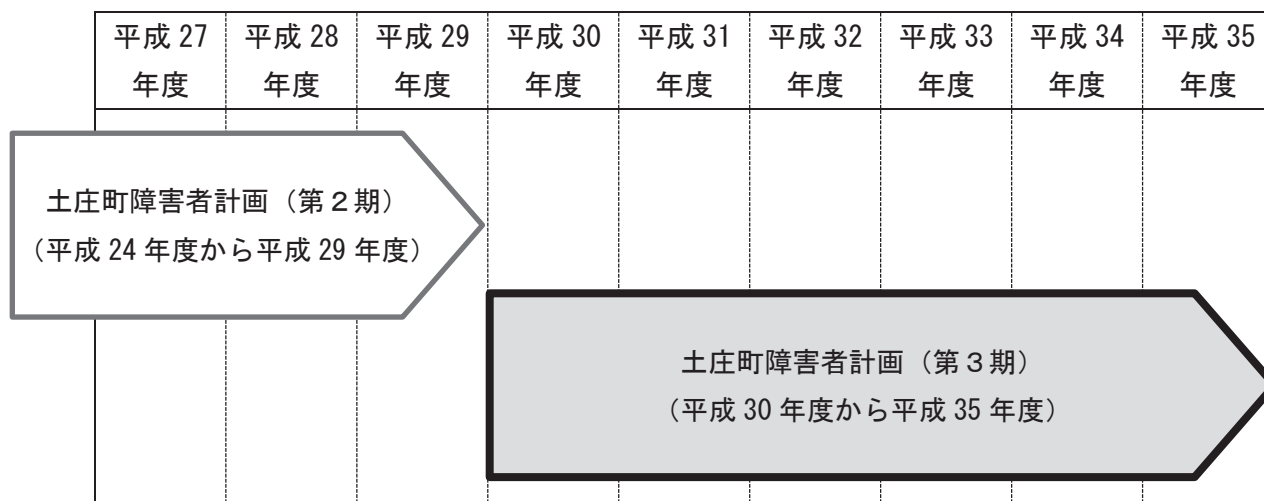 平成 27 年度
平成 28 年度
平成 29 年度
平成 30 年度
平成 31 年度
平成 32 年度
平成 33 年度
平成 34 年度
平成 35 年度
土庄町障害者計画（第２期）
（平成 24 年度から平成 29 年度）
土庄町障害者計画（第３期）
（平成 30 年度から平成 35 年度）